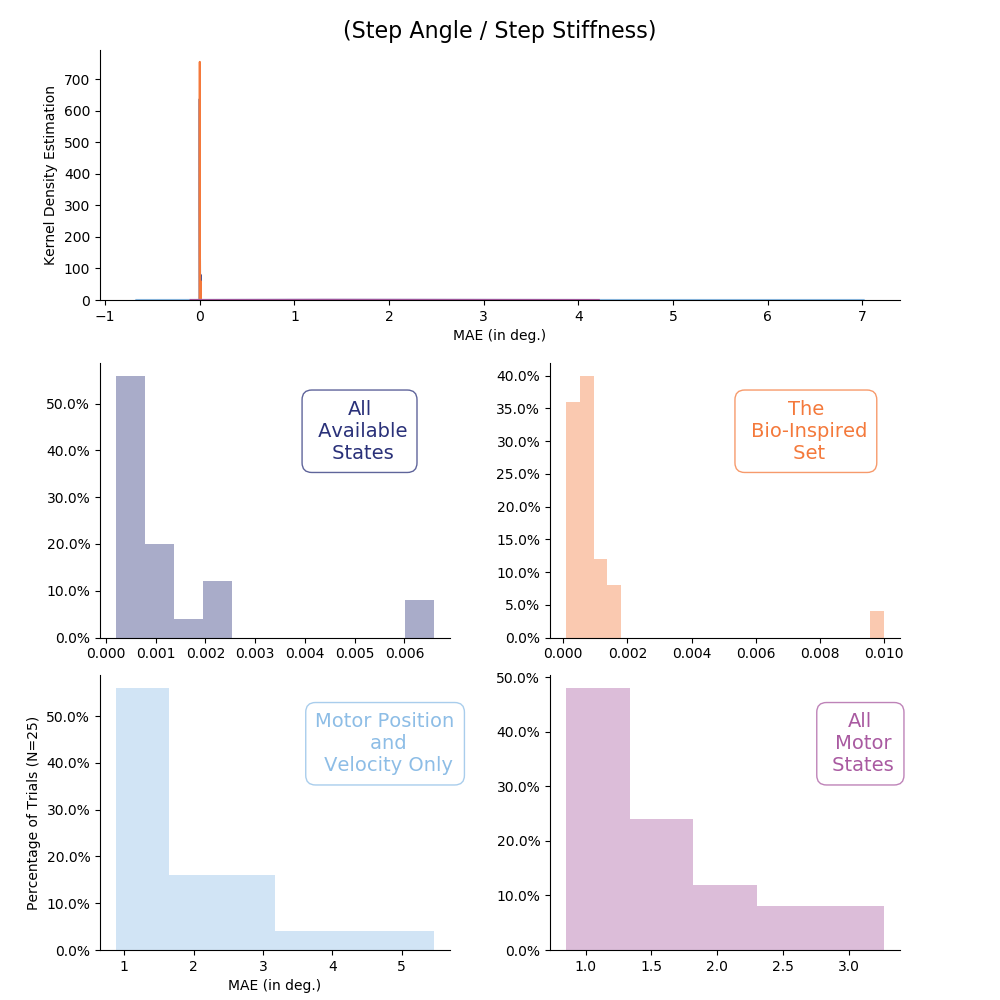 (Step Angle / Step Stiffness)
Kernel Density Estimation
700
600
500
400
300
200
100
0
−1 0 1 2 3 4 5 6 7
MAE (in deg.)
50.0%
40.0%
30.0%
20.0%
10.0%
0.0%
All
Available
States
0.000 0.001 0.002 0.003 0.004 0.005 0.006
40.0%
35.0%
30.0%
25.0%
20.0%
15.0%
10.0%
5.0%
0.0%
The
Bio-Inspired
Set
0.000 0.002 0.004 0.006 0.008 0.010
Percentage of Trials (N=25)
50.0%
40.0%
30.0%
20.0%
10.0%
0.0%
Motor Position
and
Velocity Only
1 2 3 4 5
MAE (in deg.)
50.0%
40.0%
30.0%
20.0%
10.0%
0.0%
All
Motor
States
1.0 1.5 2.0 2.5 3.0